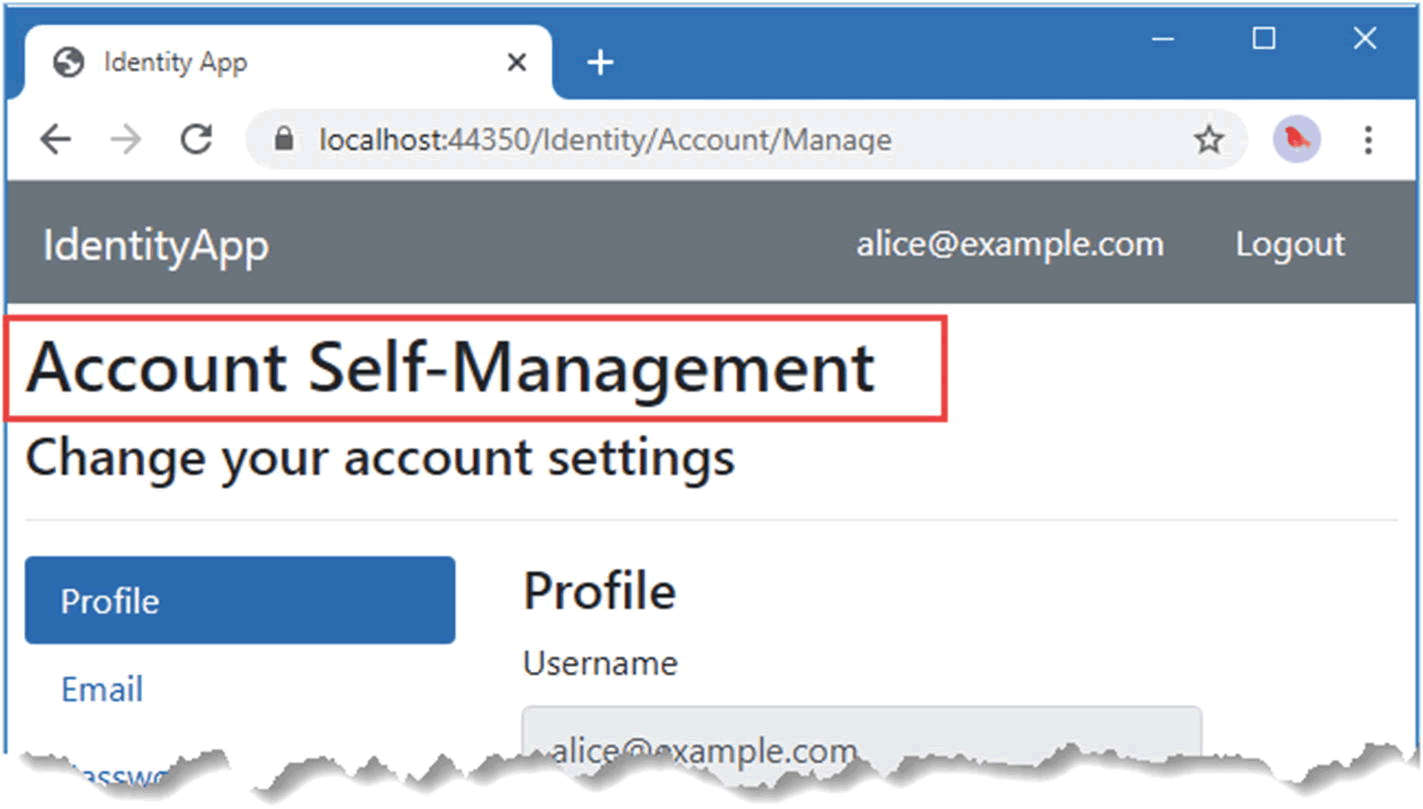 Identity App
localhost:44350/Identity/Account/Manage
IdentityApp alice@example.com Logout
Account Self-Management
Change your account settings
Profile
Profile
Username
Email
alice@example.com